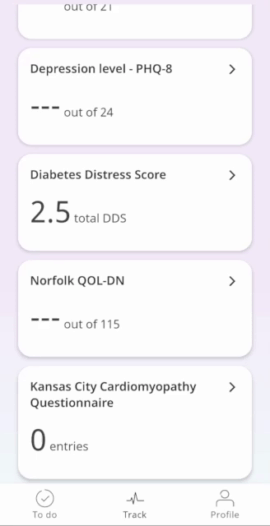 out of 21
Depression level - PHQ-8
--- out of 24
Diabetes Distress Score
2.5 total DDS
Norfolk QOL-DN
--- out of 115
Kansas City Cardiomyopathy
Questionnaire
0 entries
To do Track Profile